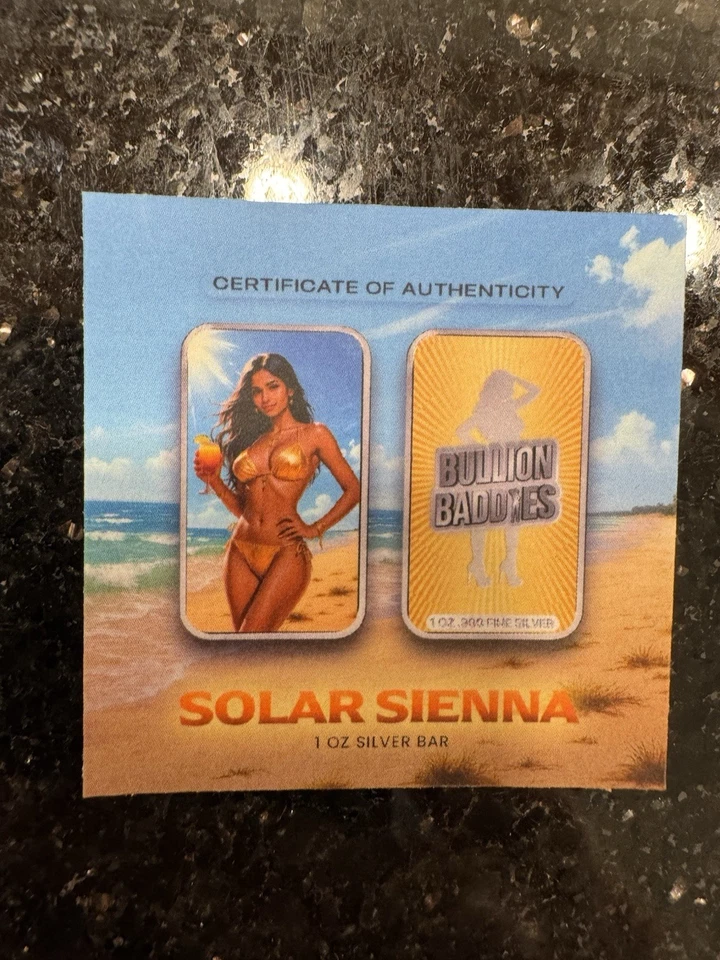 CERTIFICATE OF AUTHENTICITY
BULLION
BADDIES
1 OZ .999 FINE SILVER
SOLAR SIENNA
1 OZ SILVER BAR